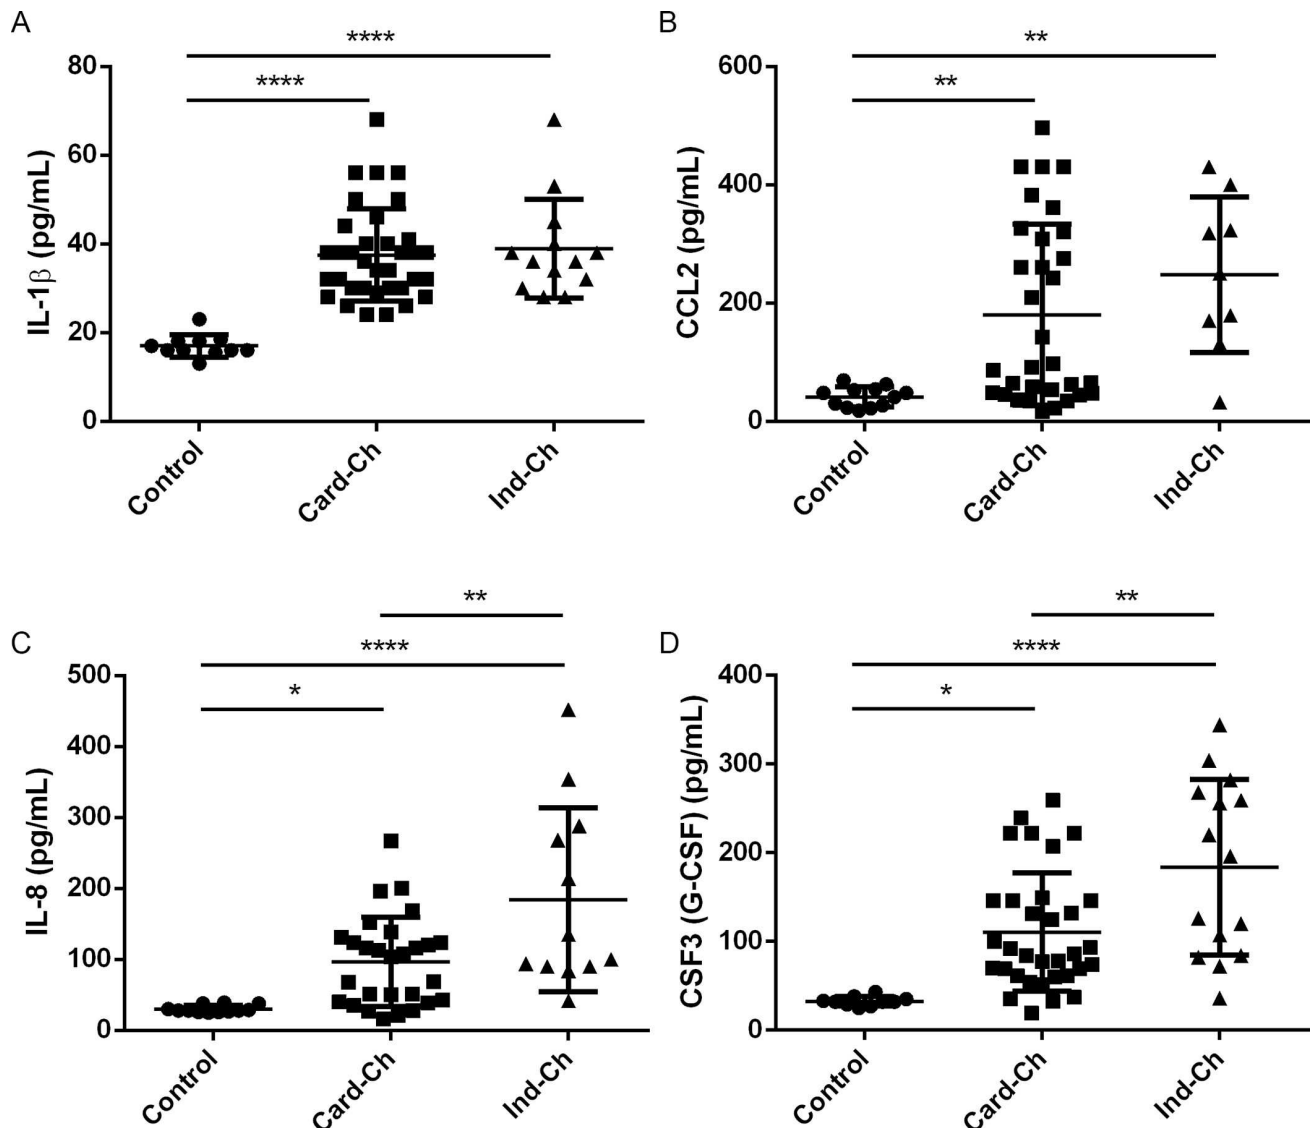 A
****
****
80
60
40
20
0
IL-1β (pg/mL)
Control
Card-Ch
Ind-Ch
B
**
**
600
400
200
0
CCL2 (pg/mL)
Control
Card-Ch
Ind-Ch
C
**
****
*
500
400
300
200
100
0
IL-8 (pg/mL)
Control
Card-Ch
Ind-Ch
D
**
****
*
400
300
200
100
0
CSF3 (G-CSF) (pg/mL)
Control
Card-Ch
Ind-Ch